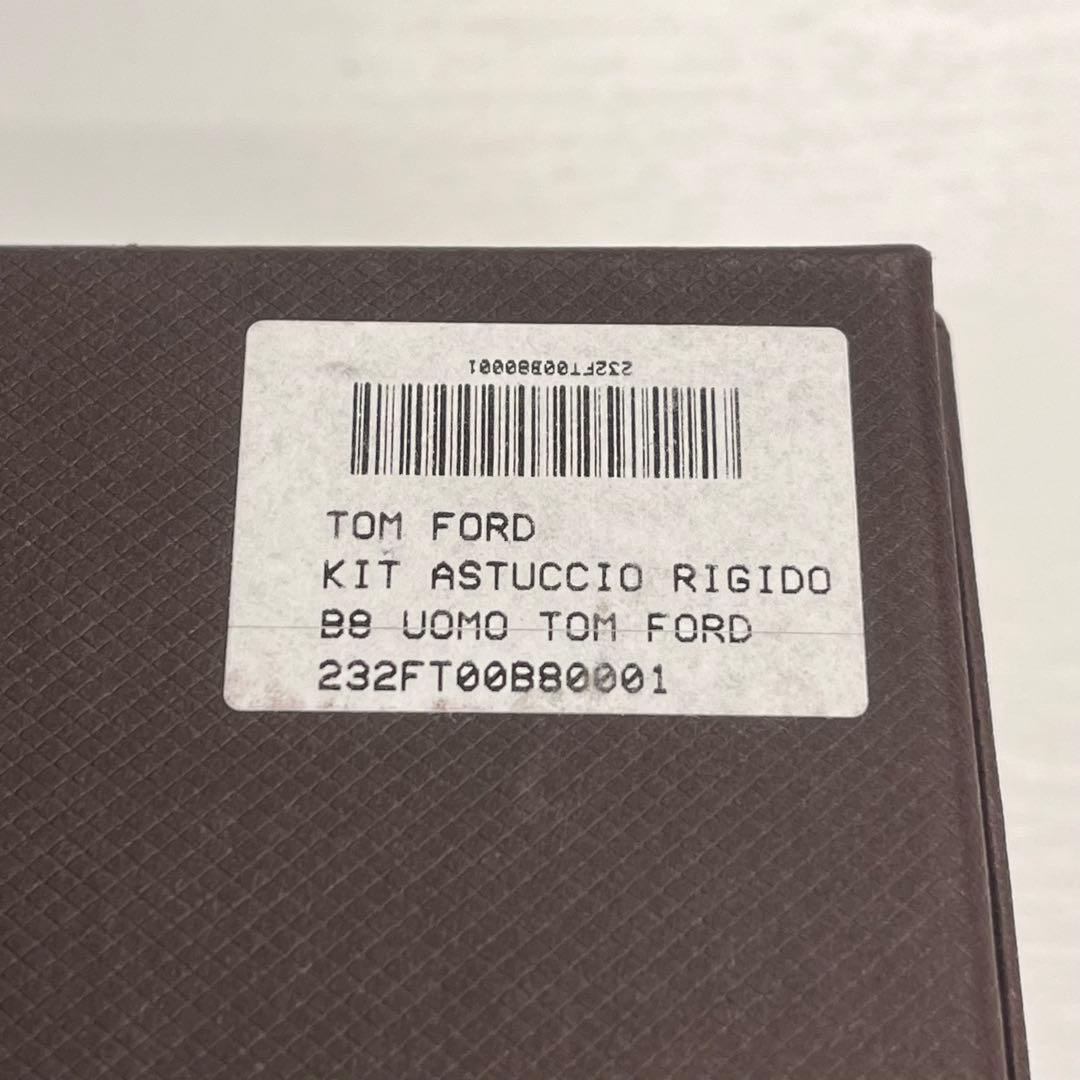 232FT00B80001
TOM FORD
KIT ASTUCCIO RIGIDO
B8 UOMO TOM FORD
232FT00B80001